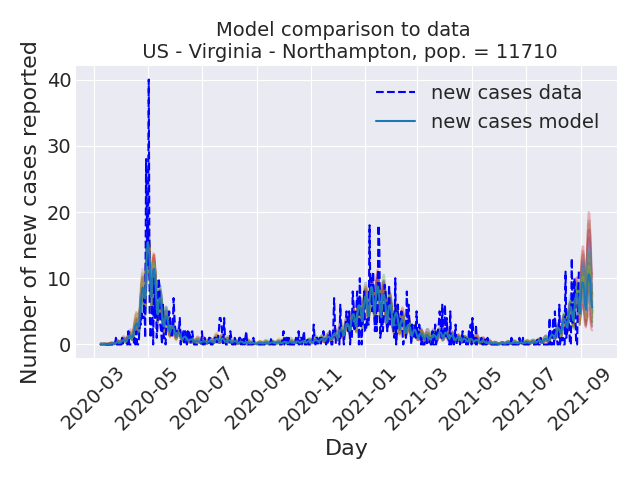 Model comparison to data
US - Virginia - Northampton, pop. = 11710
Number of new cases reported
40
30
20
10
0
new cases data
new cases model
2020-03
2020-05
2020-07
2020-09
2020-11
2021-01
2021-03
2021-05
2021-07
2021-09
Day